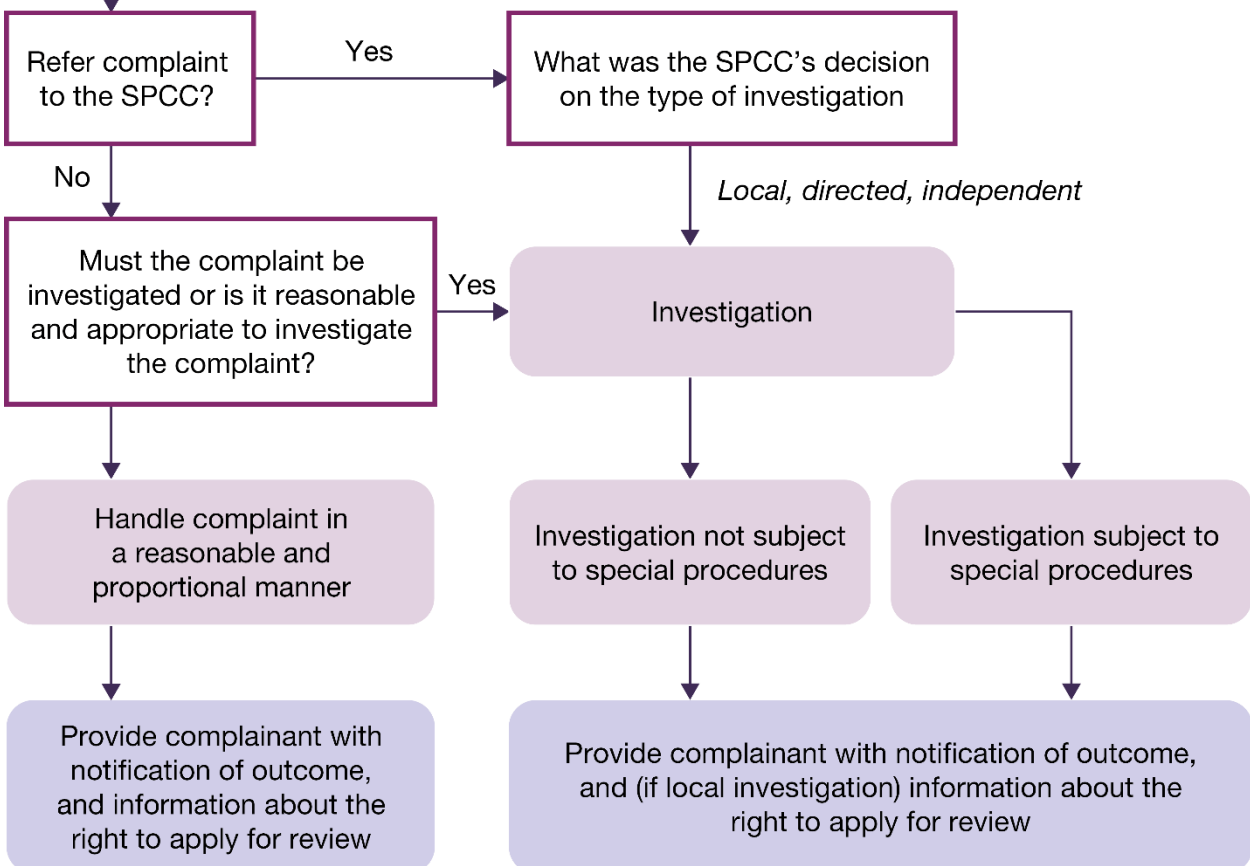 Refer complaint
to the SPCC?
Yes
What was the SPCC’s decision
on the type of investigation
No
Local, directed, independent
Must the complaint be
investigated or is it reasonable
and appropriate to investigate
the complaint?
Yes
Investigation
Handle complaint in
a reasonable and
proportional manner
Investigation not subject
to special procedures
Investigation subject to
special procedures
Provide complainant with
notification of outcome,
and information about the
right to apply for review
Provide complainant with notification of outcome,
and (if local investigation) information about the
right to apply for review